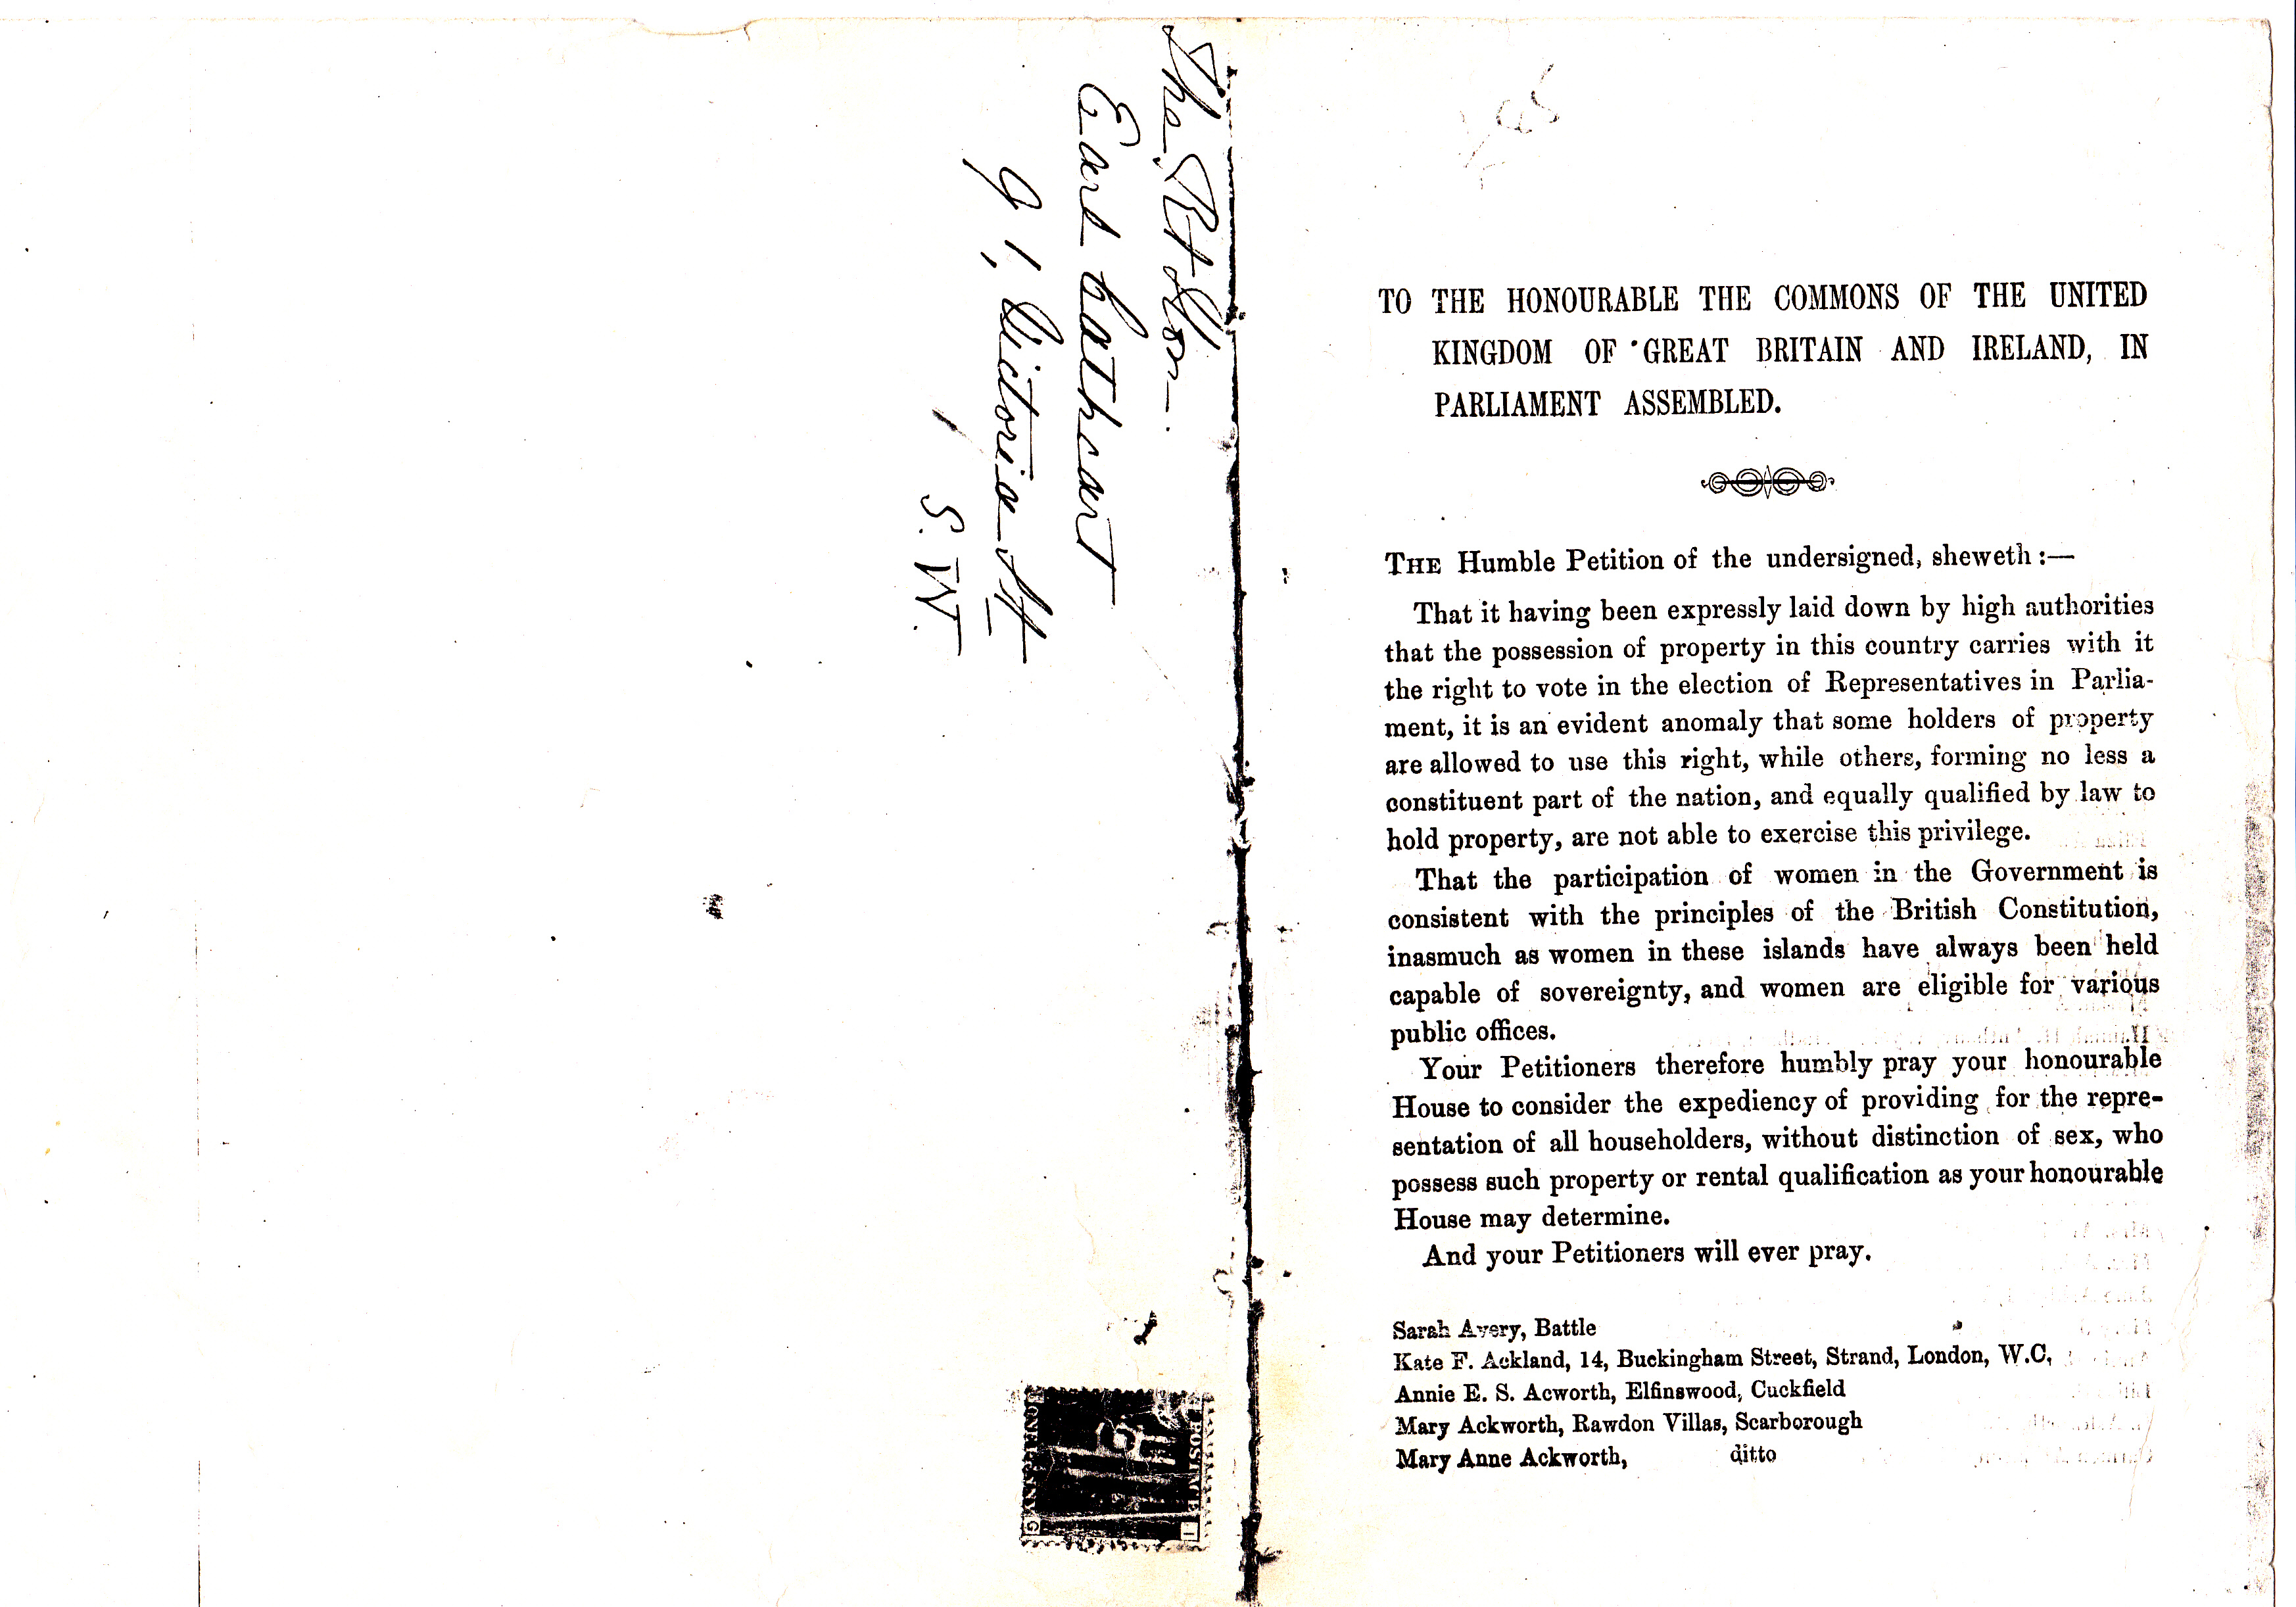 The Rt Hon
Earl Cathcart
91, Victoria St
S.W.
POSTAGE
ONE PENNY
TO THE HONOURABLE THE COMMONS OF THE UNITED
KINGDOM OF GREAT BRITAIN AND IRELAND, IN
PARLIAMENT ASSEMBLED.
THE Humble Petition of the undersigned, sheweth :—
That it having been expressly laid down by high authorities
that the possession of property in this country carries with it
the right to vote in the election of Representatives in Parlia-
ment, it is an evident anomaly that some holders of property
are allowed to use this right, while others, forming no less a
constituent part of the nation, and equally qualified by law to
hold property, are not able to exercise this privilege.
That the participation of women in the Government is
consistent with the principles of the British Constitution,
inasmuch as women in these islands have always been held
capable of sovereignty, and women are eligible for various
public offices.
Your Petitioners therefore humbly pray your honourable
House to consider the expediency of providing for the repre-
sentation of all householders, without distinction of sex, who
possess such property or rental qualification as your honourable
House may determine.
And your Petitioners will ever pray.
Sarah Avery, Battle
Kate F. Ackland, 14, Buckingham Street, Strand, London, W.C.
Annie E. S. Acworth, Elfinswood, Cuckfield
Mary Ackworth, Rawdon Villas, Scarborough
Mary Anne Ackworth, ditto